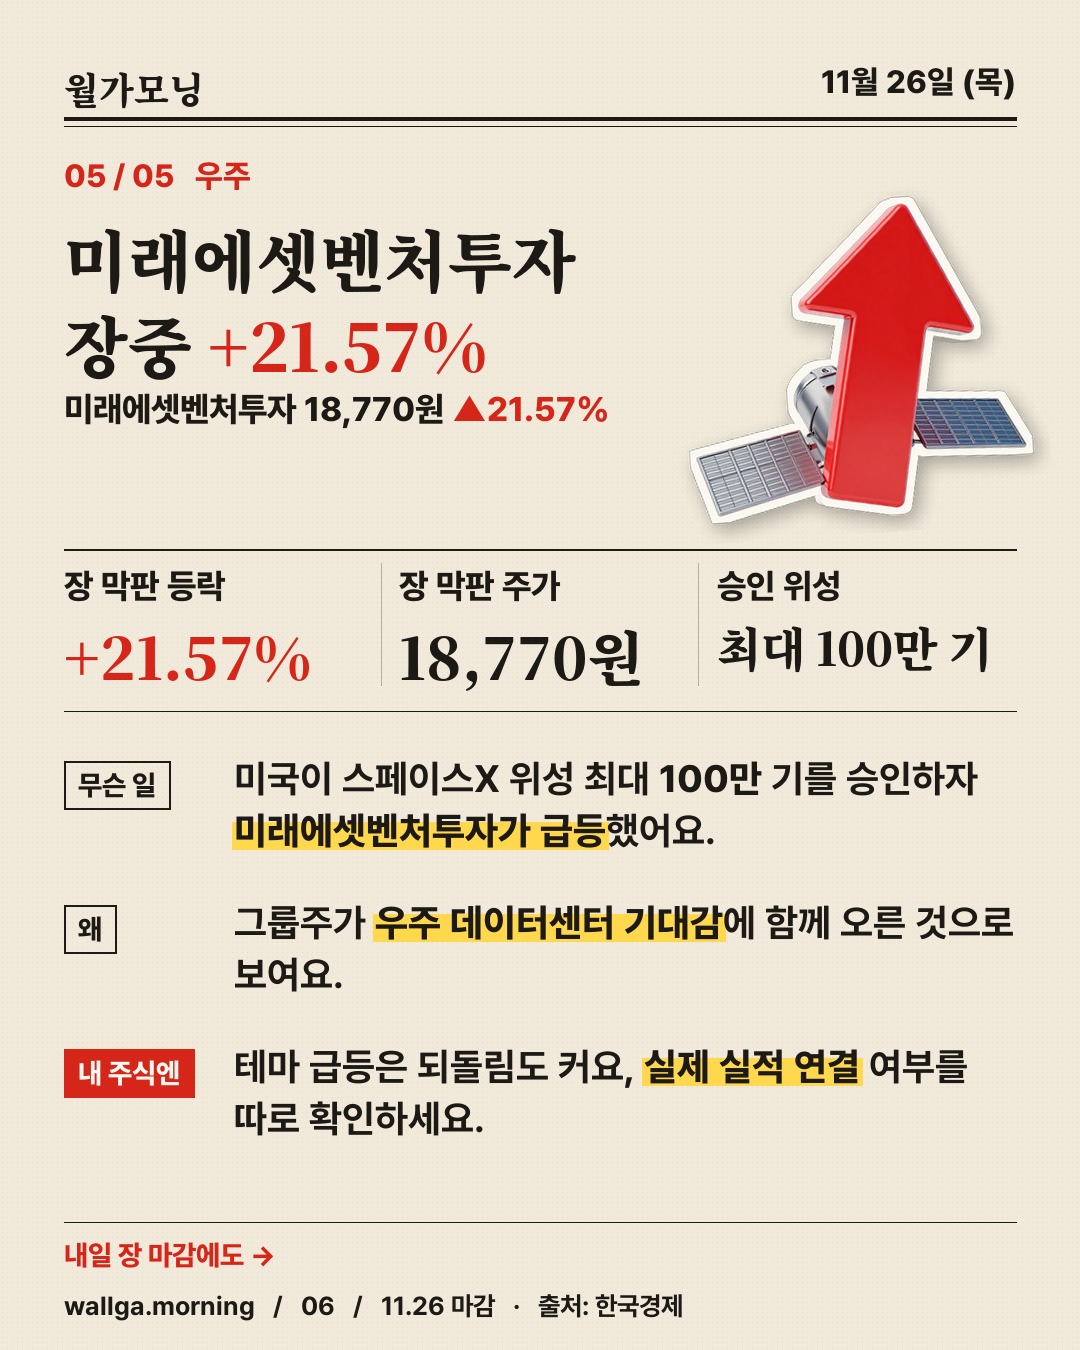 월가모닝
11월 26일 (목)
05 / 05 우주
미래에셋벤처투자
장중 +21.57%
미래에셋벤처투자 18,770원 ▲21.57%
장 막판 등락
+21.57%
장 막판 주가
18,770원
승인 위성
최대 100만 기
무슨 일
미국이 스페이스X 위성 최대 100만 기를 승인하자
미래에셋벤처투자가 급등했어요.
왜
그룹주가 우주 데이터센터 기대감에 함께 오른 것으로
보여요.
내 주식엔
테마 급등은 되돌림도 커요, 실제 실적 연결 여부를
따로 확인하세요.
내일 장 마감에도 →
wallga.morning / 06 / 11.26 마감 · 출처: 한국경제